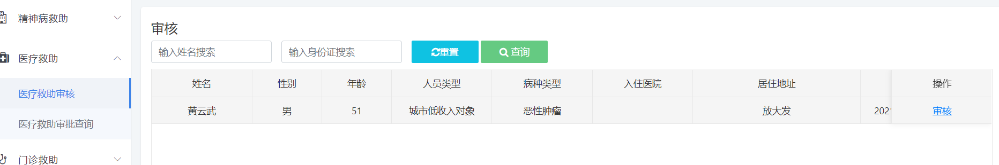 精神病救助
医疗救助
医疗救助审核
医疗救助审批查询
门诊救助
审核
输入姓名搜索 输入身份证搜索 重置 查询
姓名 性别 年龄 人员类型 病种类型 入住医院 居住地址 操作
黄云武 男 51 城市低收入对象 恶性肿瘤 放大发 202 审核